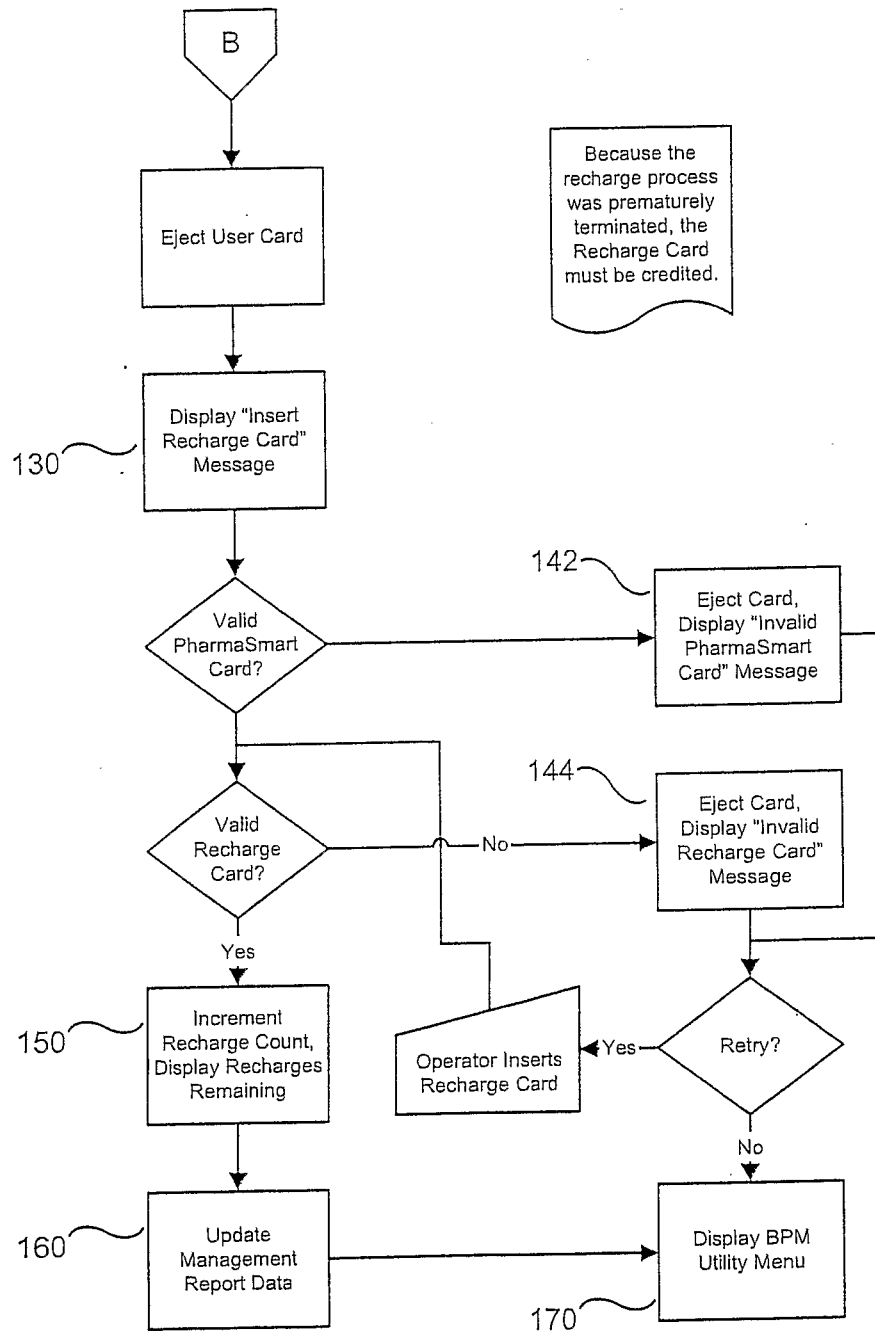 B
Eject User Card
Because the
recharge process
was prematurely
terminated, the
Recharge Card
must be credited.
Display "Insert
Recharge Card"
Message
130
Valid
PharmaSmart
Card?
142
Eject Card,
Display "Invalid
PharmaSmart
Card" Message
Valid
Recharge
Card?
No
144
Eject Card,
Display "Invalid
Recharge Card"
Message
Yes
150
Increment
Recharge Count,
Display Recharges
Remaining
Operator Inserts
Recharge Card
Yes
Retry?
No
160
Update
Management
Report Data
Display BPM
Utility Menu
170